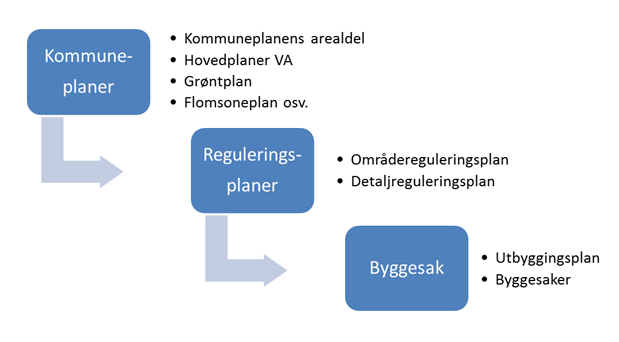 Kommune-
planer
• Kommuneplanens arealdel
• Hovedplaner VA
• Grøntplan
• Flomsoneplan osv.
Regulerings-
planer
• Områdereguleringsplan
• Detaljreguleringsplan
Byggesak
• Utbyggingsplan
• Byggesaker